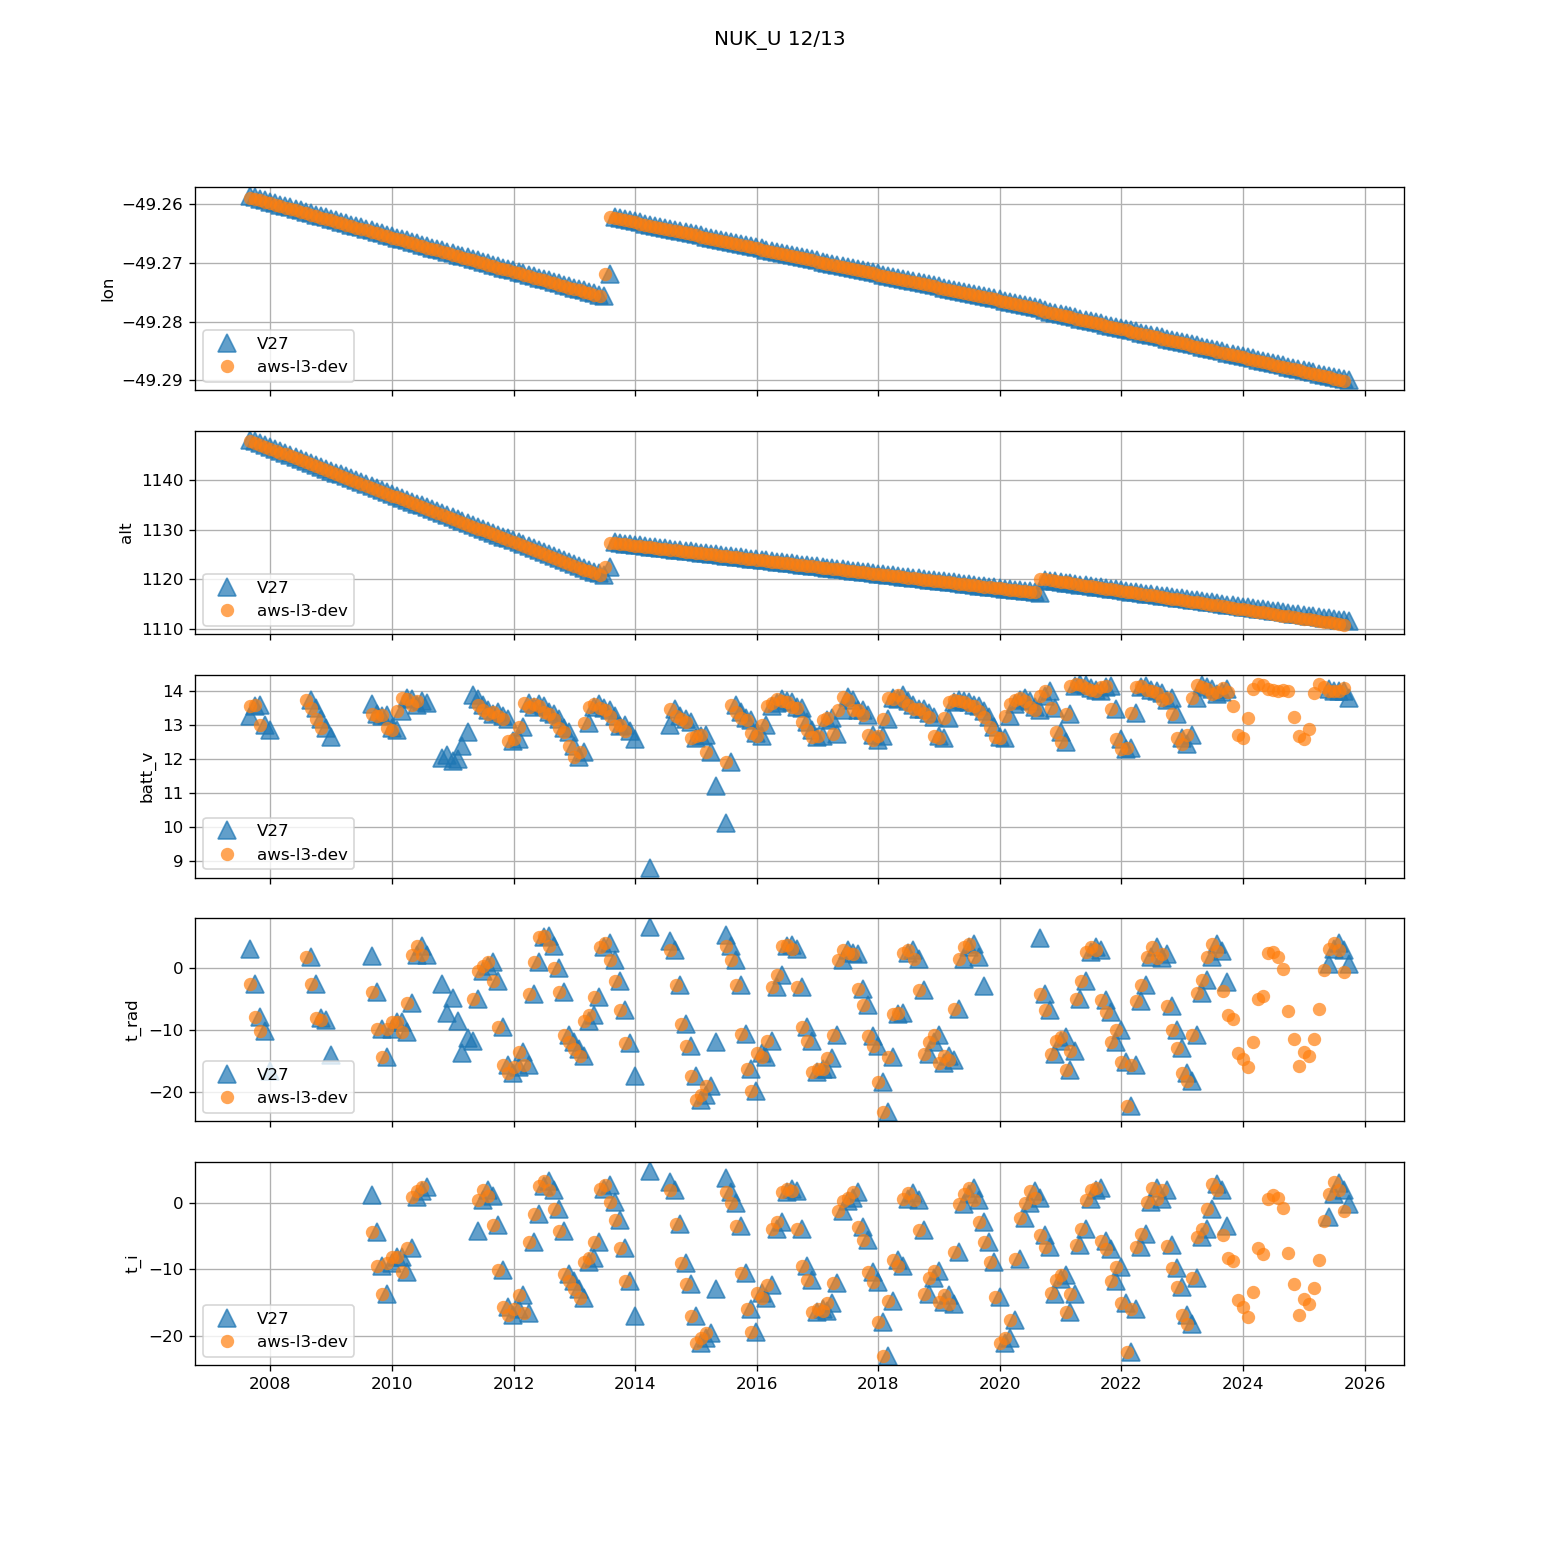 NUK_U 12/13
lon
−49.26
−49.27
−49.28
−49.29
V27
aws-l3-dev
alt
1140
1130
1120
1110
V27
aws-l3-dev
batt_v
14
13
12
11
10
9
V27
aws-l3-dev
t_rad
0
−10
−20
V27
aws-l3-dev
t_i
0
−10
−20
V27
aws-l3-dev
2008 2010 2012 2014 2016 2018 2020 2022 2024 2026